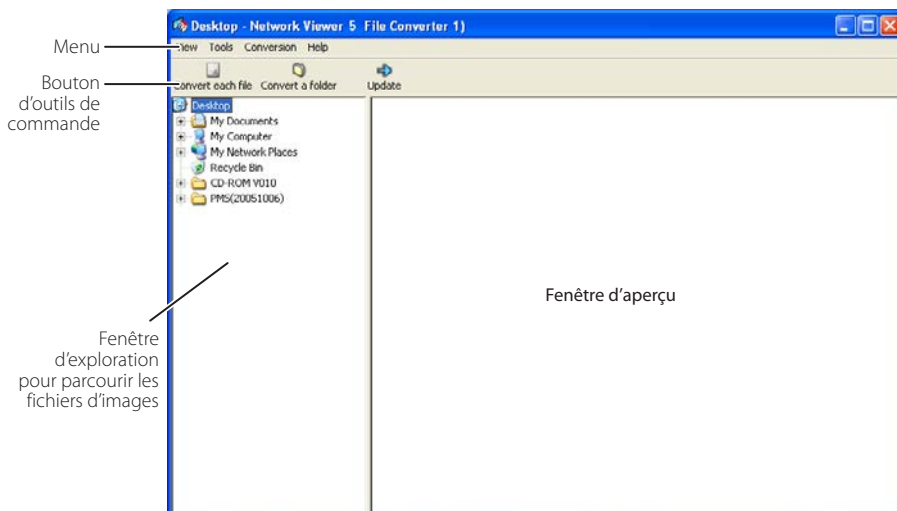 Desktop - Network Viewer 5 File Converter 1)
Menu
View Tools Conversion Help
Bouton
d'outils de
commande
Convert each file Convert a folder Update
Desktop
My Documents
My Computer
My Network Places
Recycle Bin
CD-ROM V010
PMS(20051006)
Fenêtre d'aperçu
Fenêtre
d'exploration
pour parcourir les
fichiers d'images